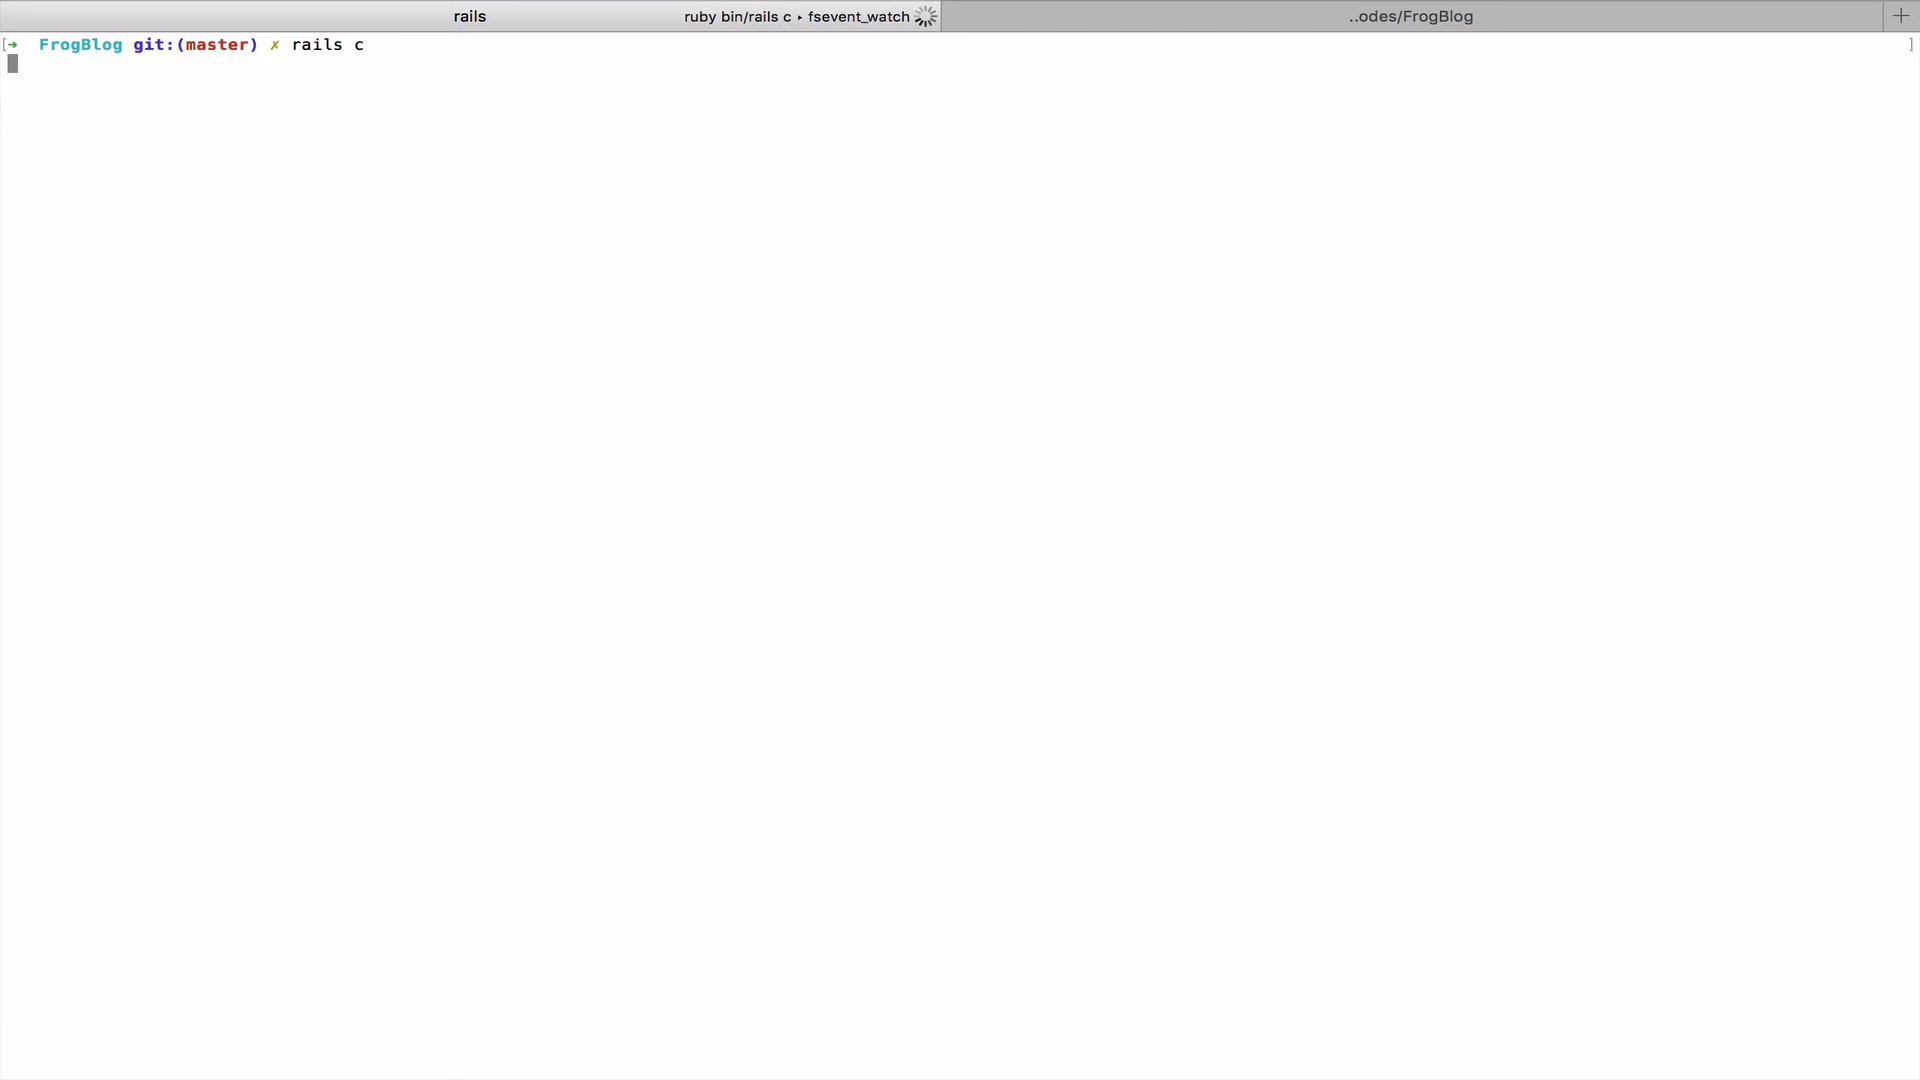 rails ruby bin/rails c ▸ fsevent_watch ..odes/FrogBlog +
[➜ FrogBlog git:(master) ✗ rails c ]